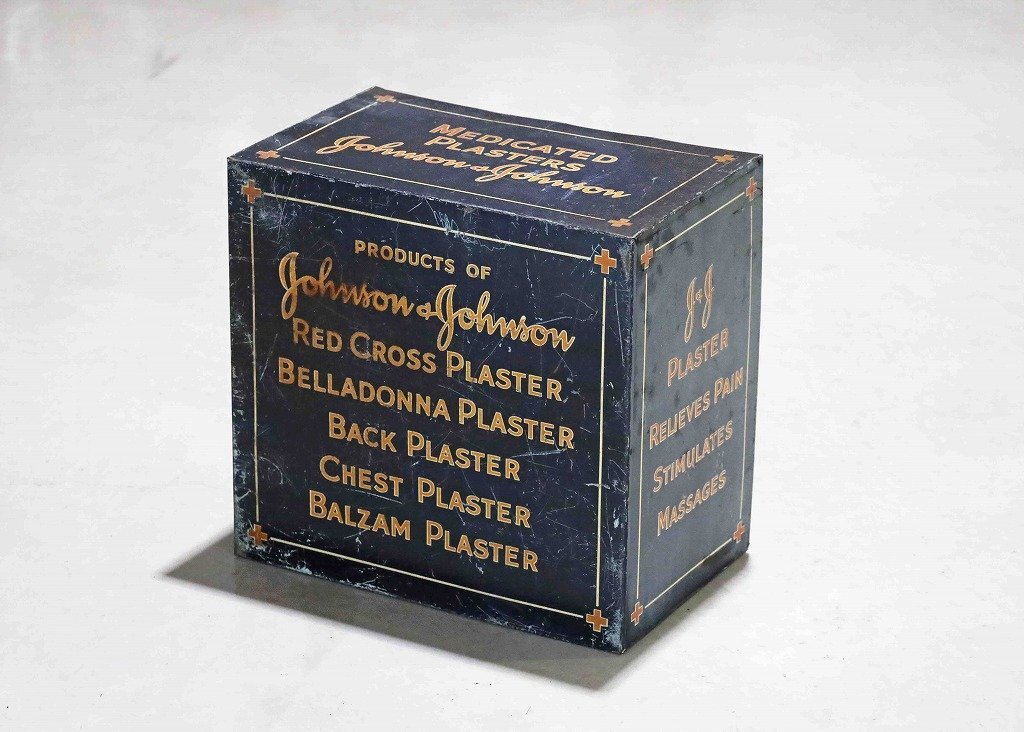 MEDICATED
PLASTERS
Johnson & Johnson
PRODUCTS OF
Johnson & Johnson
RED CROSS PLASTER
BELLADONNA PLASTER
BACK PLASTER
CHEST PLASTER
BALZAM PLASTER
J & J
PLASTER
RELIEVES PAIN
STIMULATES
MASSAGES